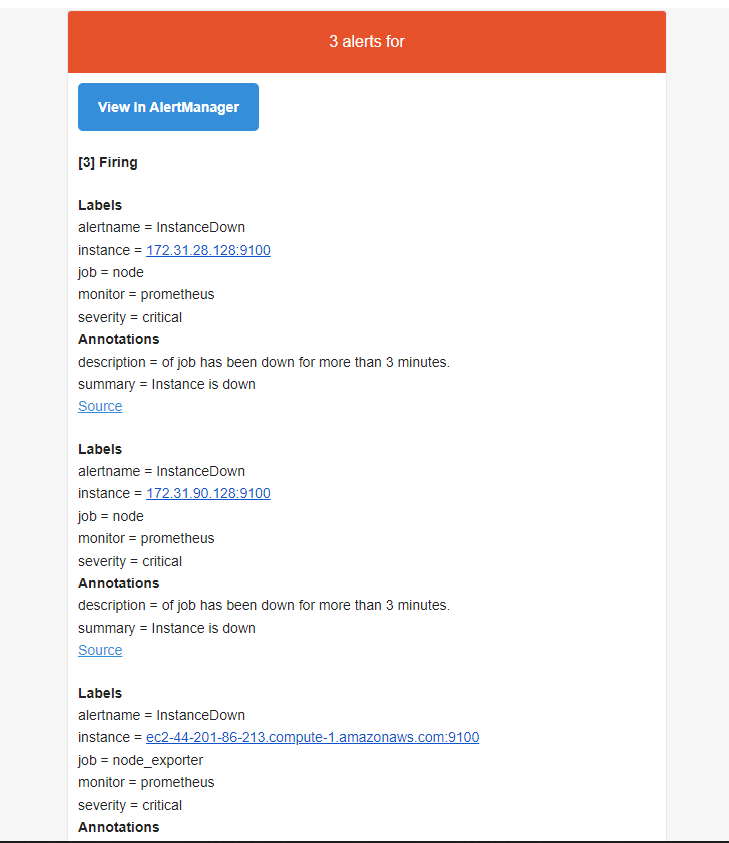 3 alerts for
View In AlertManager
[3] Firing
Labels
alertname = InstanceDown
instance = 172.31.28.128:9100
job = node
monitor = prometheus
severity = critical
Annotations
description = of job has been down for more than 3 minutes.
summary = Instance is down
Source
Labels
alertname = InstanceDown
instance = 172.31.90.128:9100
job = node
monitor = prometheus
severity = critical
Annotations
description = of job has been down for more than 3 minutes.
summary = Instance is down
Source
Labels
alertname = InstanceDown
instance = ec2-44-201-86-213.compute-1.amazonaws.com:9100
job = node_exporter
monitor = prometheus
severity = critical
Annotations